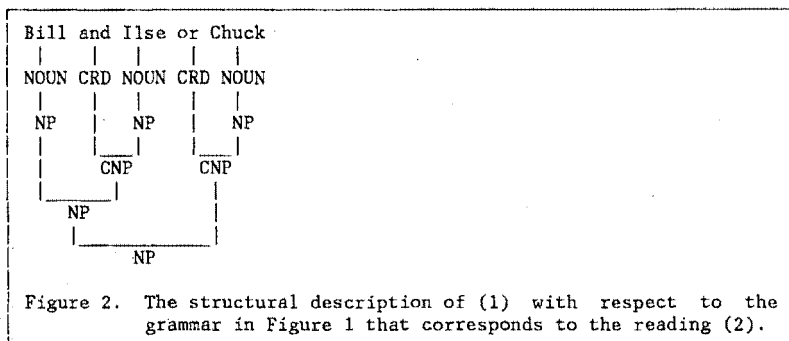 Bill and Ilse or Chuck
NOUN CRD NOUN CRD NOUN
NP NP NP
CNP CNP
NP
NP
Figure 2. The structural description of (1) with respect to the
grammar in Figure 1 that corresponds to the reading (2).